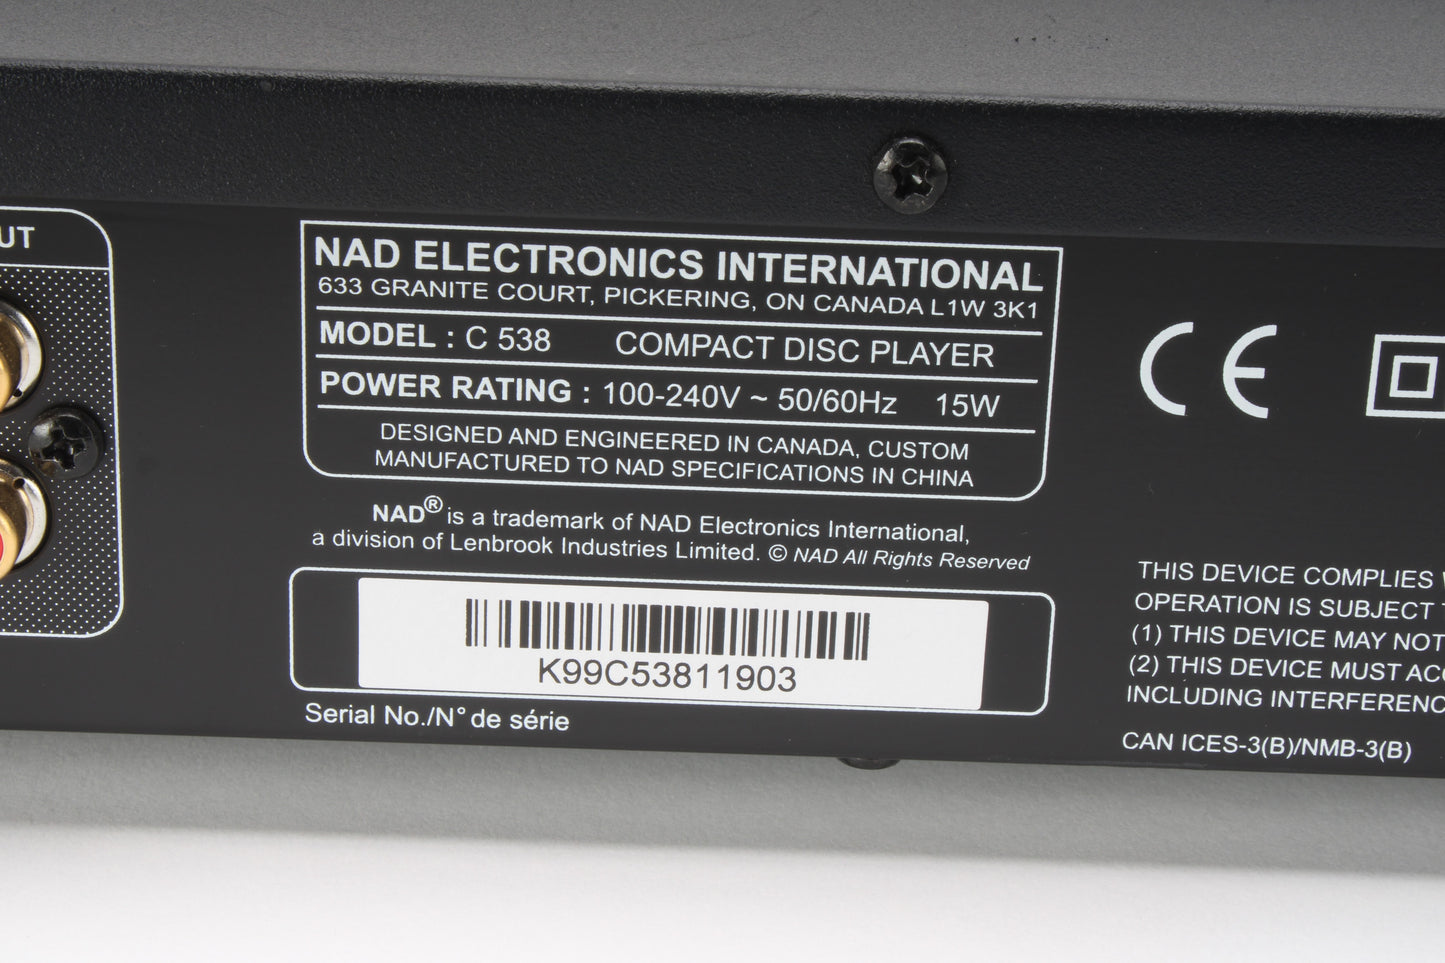 UT
NAD ELECTRONICS INTERNATIONAL
633 GRANITE COURT, PICKERING, ON CANADA L1W 3K1
MODEL : C 538 COMPACT DISC PLAYER
POWER RATING : 100-240V ~ 50/60Hz 15W
DESIGNED AND ENGINEERED IN CANADA, CUSTOM
MANUFACTURED TO NAD SPECIFICATIONS IN CHINA
NAD® is a trademark of NAD Electronics International,
a division of Lenbrook Industries Limited. © NAD All Rights Reserved
K99C53811903
Serial No./N° de série
CE
THIS DEVICE COMPLIES
OPERATION IS SUBJECT
(1) THIS DEVICE MAY NOT
(2) THIS DEVICE MUST AC
INCLUDING INTERFERENC
CAN ICES-3(B)/NMB-3(B)